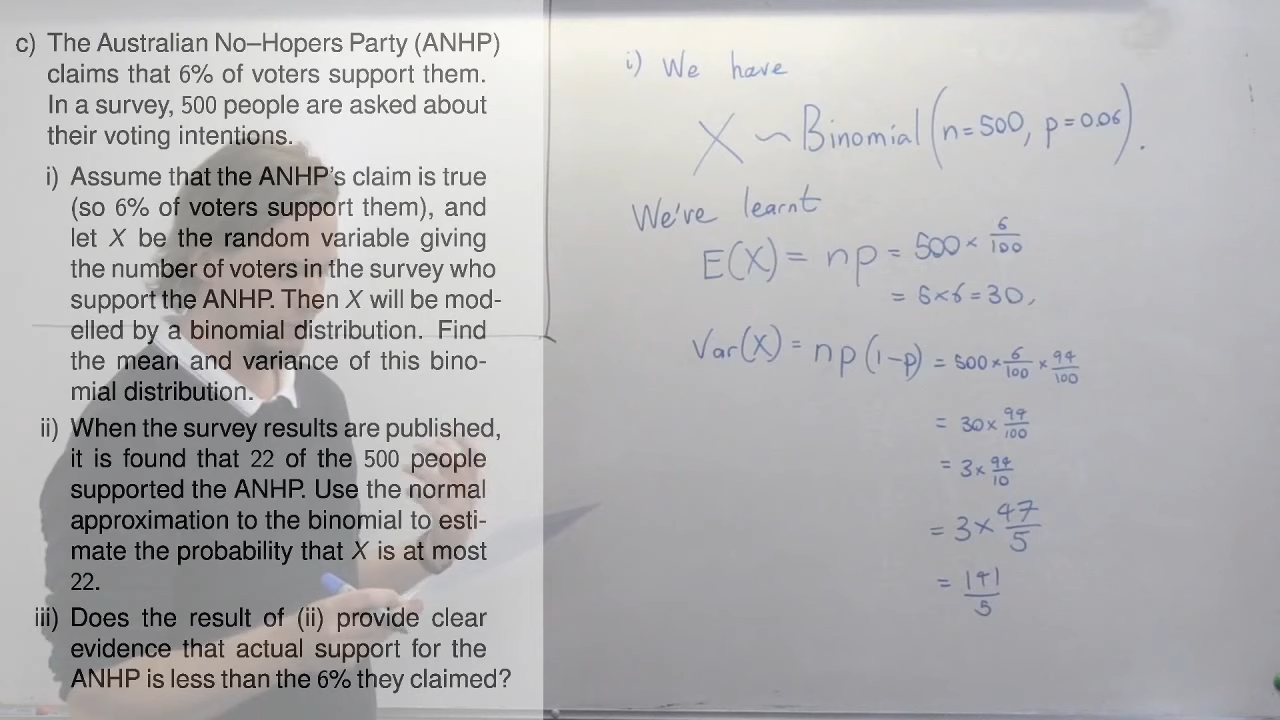 c) The Australian No–Hopers Party (ANHP)
claims that 6% of voters support them.
In a survey, 500 people are asked about
their voting intentions.
i) Assume that the ANHP's claim is true
(so 6% of voters support them), and
let X be the random variable giving
the number of voters in the survey who
support the ANHP. Then X will be mod-
elled by a binomial distribution. Find
the mean and variance of this bino-
mial distribution.
ii) When the survey results are published,
it is found that 22 of the 500 people
supported the ANHP. Use the normal
approximation to the binomial to esti-
mate the probability that X is at most
22.
iii) Does the result of (ii) provide clear
evidence that actual support for the
ANHP is less than the 6% they claimed?
i) We have
X ~ Binomial (n=500, p=0.06).
We've learnt
E(X) = np = 500 × 6/100
= 5×6=30,
Var(X) = np(1-p) = 500 × 6/100 × 94/100
= 30 × 94/100
= 3 × 94/10
= 3 × 47/5
= 141/5